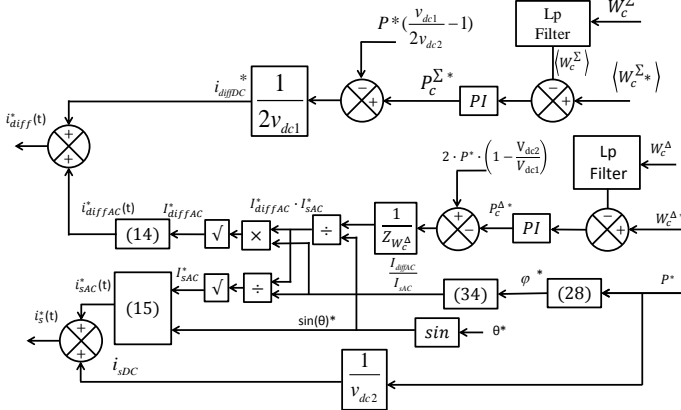 P*(v_dc1/2v_dc2 −1)
Lp Filter
W_c^Σ
⟨W_c^Σ⟩
i_diffDC*
1/2v_dc1
− +
P_c^Σ*
PI
− +
⟨W_c^Σ*⟩
i*_diff(t)
+ +
2 · P* · (1 − V_dc2/V_dc1)
Lp Filter
W_c^Δ
i*_diffAC(t)
(14)
I*_diffAC
√
×
I*_diffAC · I*_sAC
÷
1/Z_W_c^Δ
+ −
P_c^Δ*
PI
− +
W_c^Δ*
i*_sAC(t)
(15)
I*_sAC
√
÷
I_diffAC/I_sAC
(34)
φ*
(28)
P*
i*_s(t)
+ +
sin(θ)*
sin
θ*
i_sDC
1/v_dc2